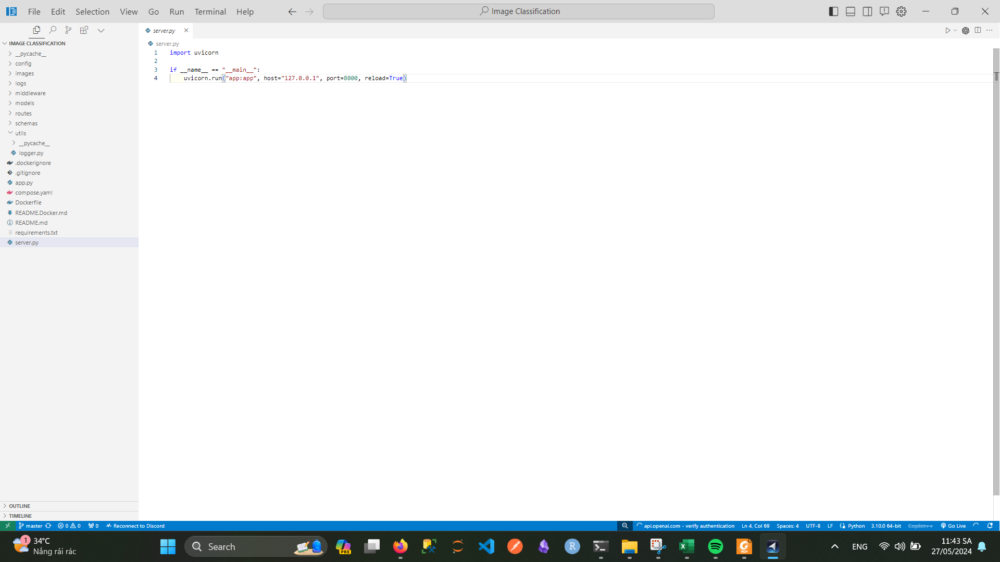 File Edit Selection View Go Run Terminal Help
Image Classification
server.py
IMAGE CLASSIFICATION
__pycache__
config
images
logs
middleware
models
routes
schemas
utils
__pycache__
logger.py
.dockerignore
.gitignore
app.py
compose.yaml
Dockerfile
README.Docker.md
README.md
requirements.txt
server.py
OUTLINE
TIMELINE
server.py
1 import uvicorn
2
3 if __name__ == "__main__":
4 uvicorn.run("app:app", host="127.0.0.1", port=8000, reload=True)
master 0 0 0 Reconnect to Discord api.openai.com - verify authentication Ln 4, Col 69 Spaces: 4 UTF-8 LF Python 3.10.0 64-bit Copilot++ Go Live
1
34°C
Nắng rải rác
Search
PRE
R
PDF
ENG
11:43 SA
27/05/2024